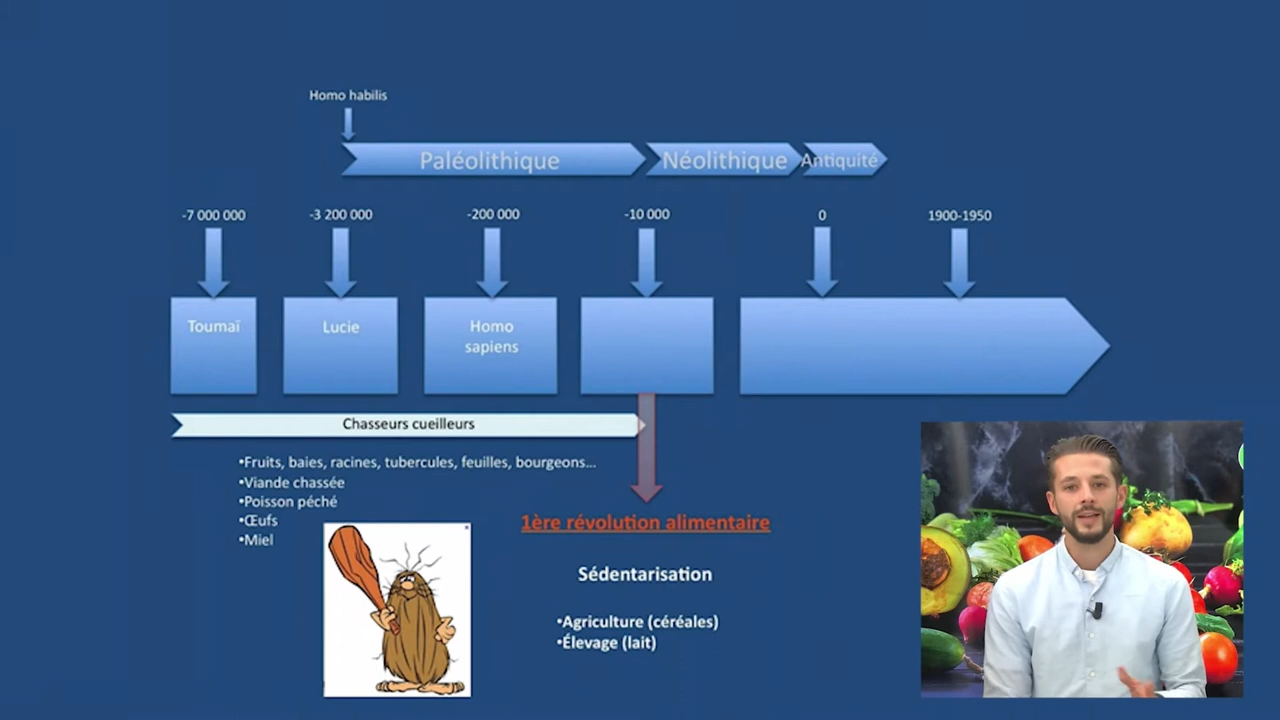 Homo habilis
Paléolithique
Néolithique
Antiquité
-7 000 000
-3 200 000
-200 000
-10 000
0
1900-1950
Toumaï
Lucie
Homo
sapiens
Chasseurs cueilleurs
•Fruits, baies, racines, tubercules, feuilles, bourgeons...
•Viande chassée
•Poisson péché
•Œufs
•Miel
1ère révolution alimentaire
Sédentarisation
•Agriculture (céréales)
•Élevage (lait)